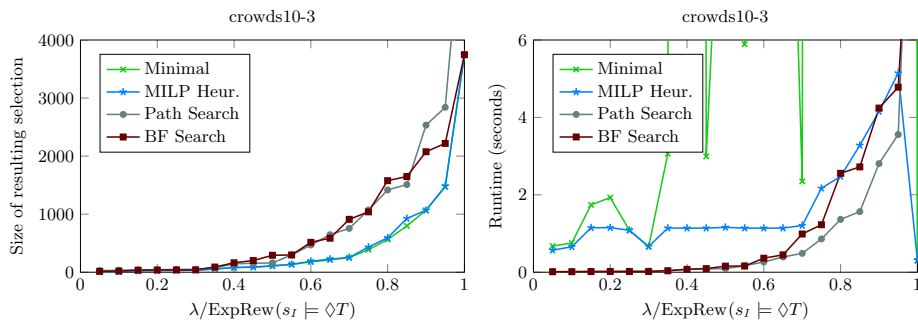 crowds10-3
Size of resulting selection
4000
3000
2000
1000
0
Minimal
MILP Heur.
Path Search
BF Search
0 0.2 0.4 0.6 0.8 1
λ/ExpRew(s_I ⊨ ◊T)
crowds10-3
Runtime (seconds)
6
4
2
0
Minimal
MILP Heur.
Path Search
BF Search
0 0.2 0.4 0.6 0.8 1
λ/ExpRew(s_I ⊨ ◊T)